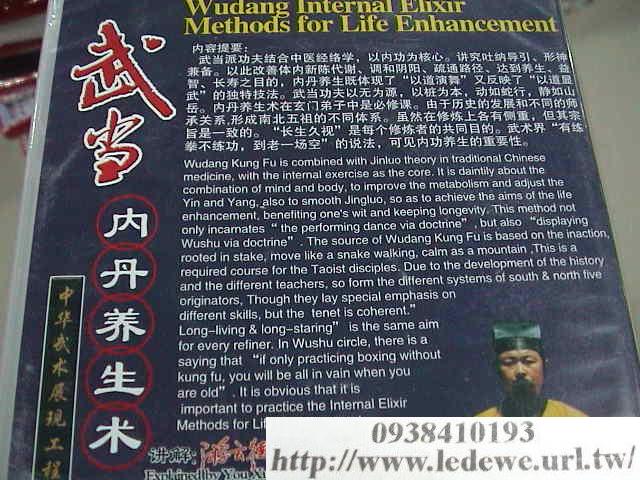 Wudang Internal Elixir
Methods for Life Enhancement
武当
内丹养生术
中华武术展现工程
内容提要：
武当派功夫结合中医经络学，以内功为核心。讲究吐纳导引、形神
兼备。以此改善体内新陈代谢、调和阴阳、疏通路径、达到养生、益
智、长寿之目的，内丹养生既体现了“以道演舞”，又反映了“以道显
武”的独特技法。武当功夫以无为源，以桩为本，动如蛇行，静如山
岳。内丹养生术在玄门弟子中是必修课。由于历史的发展和不同的师
承关系,形成南北五祖的不同体系。虽然在修炼上各有侧重，但其宗
旨是一致的。“长生久视”是每个修炼者的共同目的。武术界“有练
拳不练功，到老一场空”的说法，可见内功养生的重要性。
Wudang Kung Fu is combined with Jinluo theory in traditional Chinese
medicine, with the internal exercise as the core. It is daintily about the
combination of mind and body, to improve the metabolism and adjust the
Yin and Yang, also to smooth Jingluo, so as to achieve the aims of the life
enhancement, benefiting one's wit and keeping longevity. This method not
only incarnates “ the performing dance via doctrine”, but also “displaying
Wushu via doctrine” . The source of Wudang Kung Fu is based on the inaction,
rooted in stake, move like a snake walking, calm as a mountain ,This is a
required course for the Taoist disciples. Due to the development of the history
and the different teachers, so form the different systems of south & north five
originators, Though they lay special emphasis on
different skills, but the tenet is coherent.”
Long-living & long-staring” is the same aim
for every refiner. In Wushu circle, there is a
saying that “if only practicing boxing without
kung fu, you will be all in vain when you
are old” . It is obvious that it is
important to practice the Internal Elixir
Methods for Li
讲解:
Explained by You
0938410193
http://www.ledewe.url.tw/